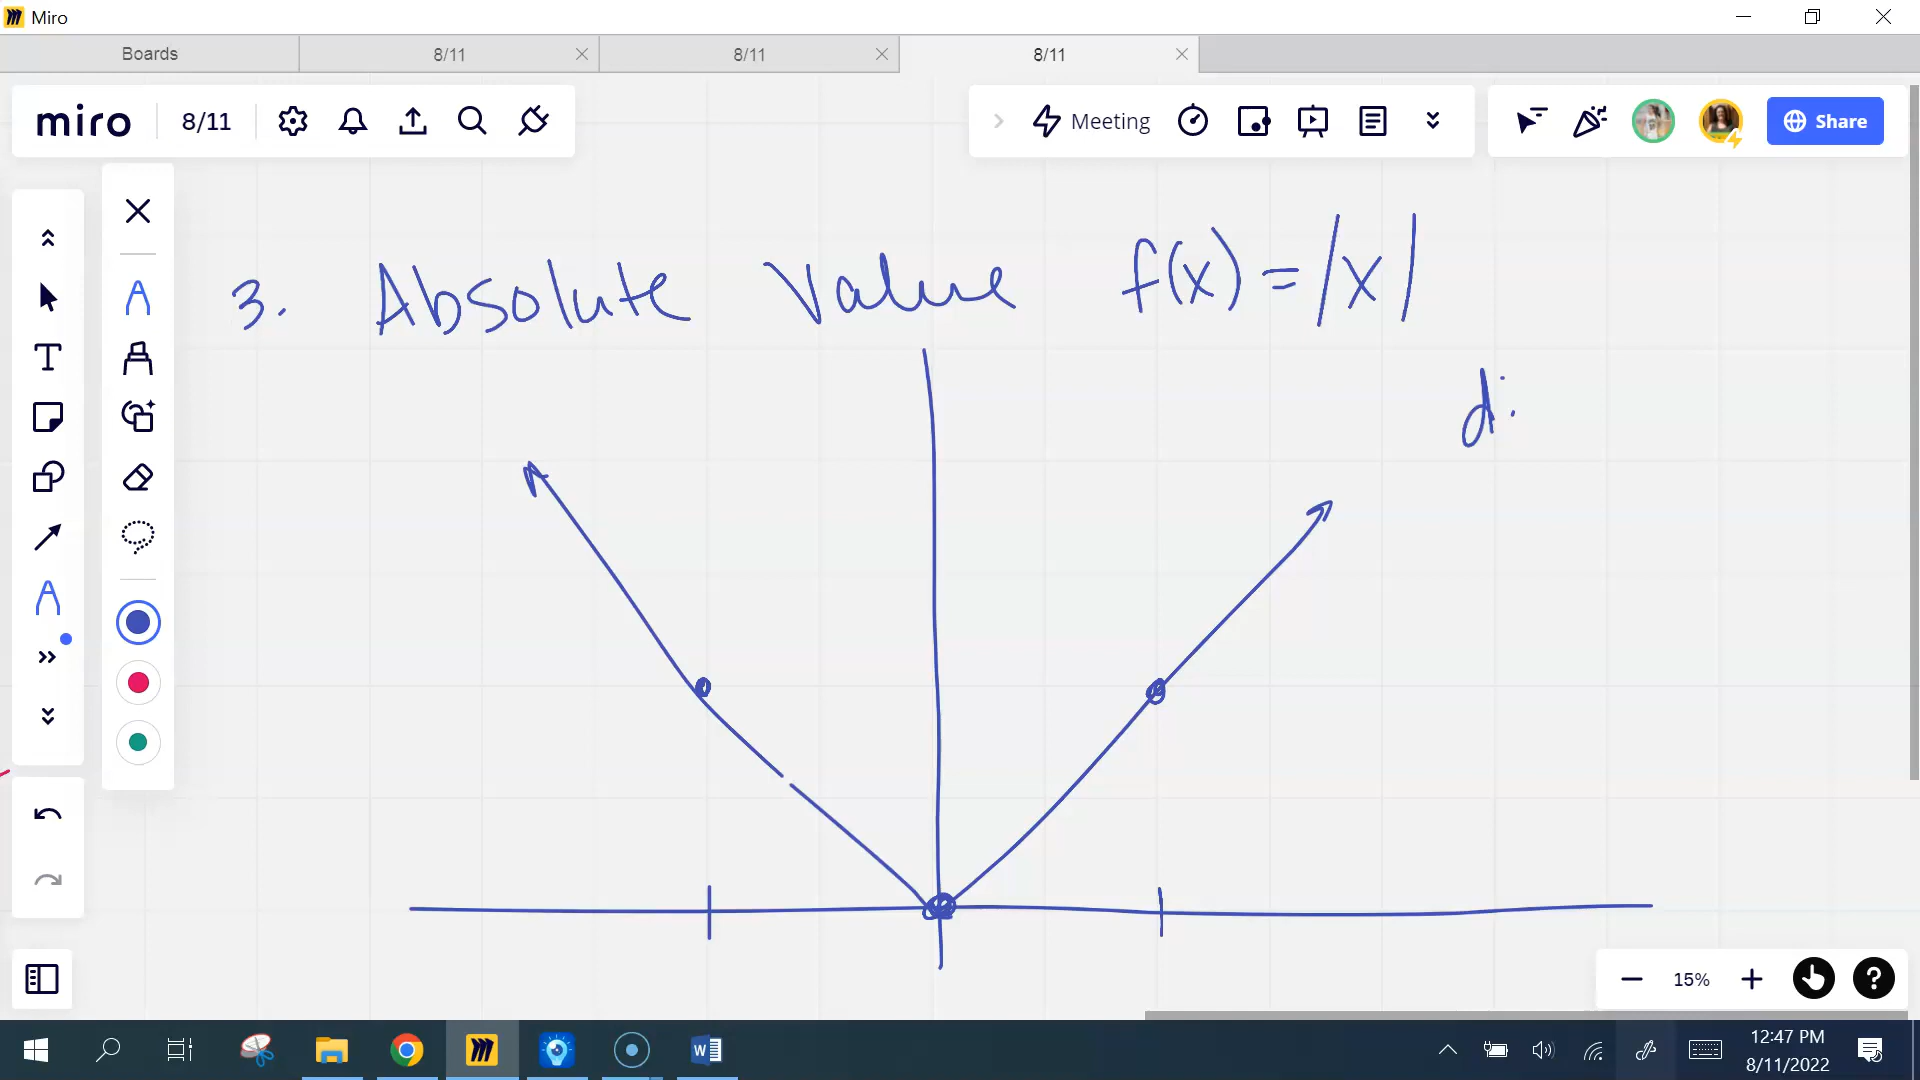 Miro
Boards 8/11 8/11 8/11
miro 8/11 Meeting Share
3. Absolute Value f(x) = |x|
d:
15%
12:47 PM
8/11/2022